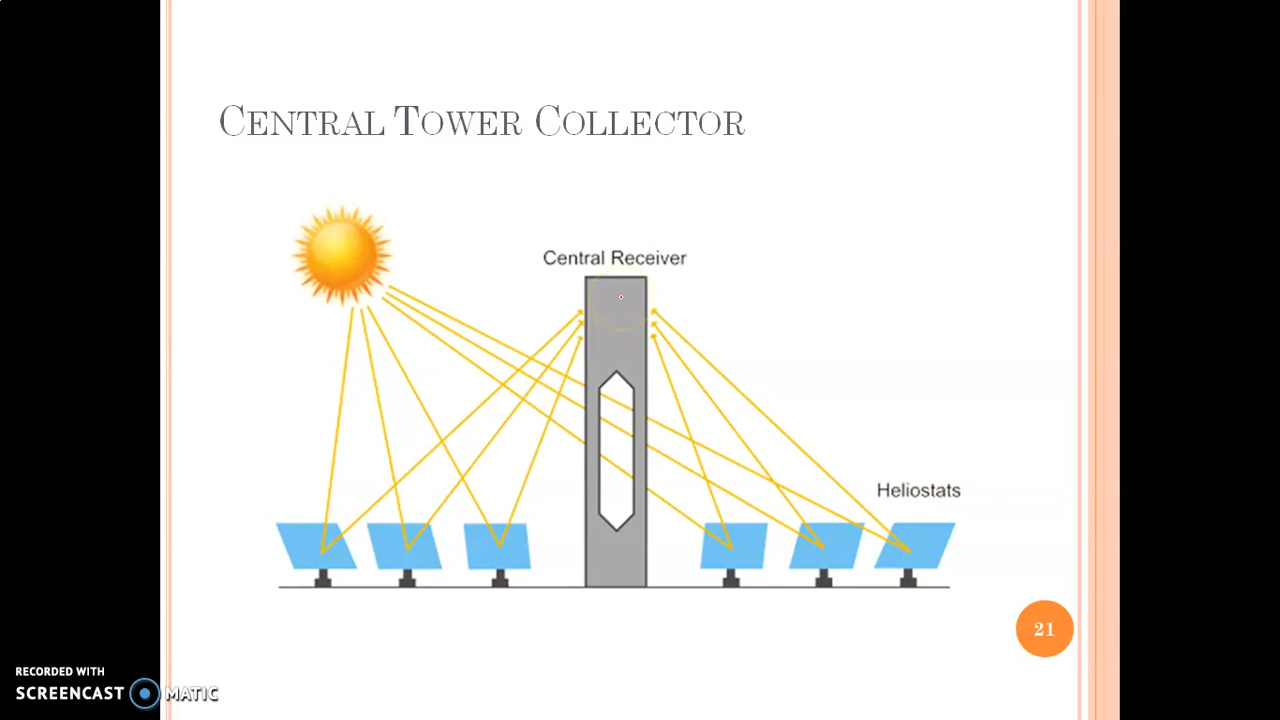 CENTRAL TOWER COLLECTOR
Central Receiver
Heliostats
21
RECORDED WITH
SCREENCAST MATIC